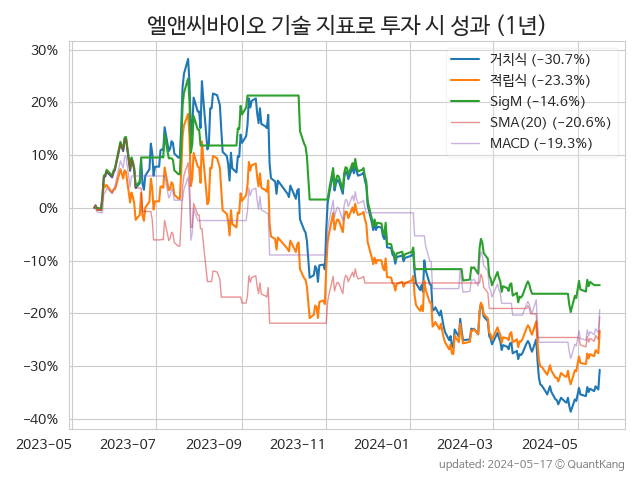 엘앤씨바이오 기술 지표로 투자 시 성과 (1년)
30%
20%
10%
0%
−10%
−20%
−30%
−40%
거치식 (−30.7%)
적립식 (−23.3%)
SigM (−14.6%)
SMA(20) (−20.6%)
MACD (−19.3%)
2023−05 2023−07 2023−09 2023−11 2024−01 2024−03 2024−05
updated: 2024−05−17 © QuantKang